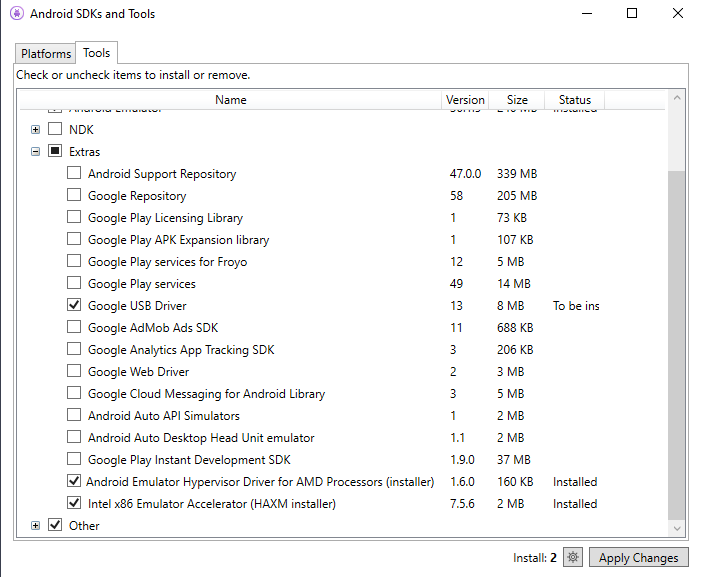 Android SDKs and Tools
Platforms Tools
Check or uncheck items to install or remove.
Name Version Size Status
Android Emulator Installed
NDK
Extras
Android Support Repository 47.0.0 339 MB
Google Repository 58 205 MB
Google Play Licensing Library 1 73 KB
Google Play APK Expansion library 1 107 KB
Google Play services for Froyo 12 5 MB
Google Play services 49 14 MB
Google USB Driver 13 8 MB To be ins
Google AdMob Ads SDK 11 688 KB
Google Analytics App Tracking SDK 3 206 KB
Google Web Driver 2 3 MB
Google Cloud Messaging for Android Library 3 5 MB
Android Auto API Simulators 1 2 MB
Android Auto Desktop Head Unit emulator 1.1 2 MB
Google Play Instant Development SDK 1.9.0 37 MB
Android Emulator Hypervisor Driver for AMD Processors (installer) 1.6.0 160 KB Installed
Intel x86 Emulator Accelerator (HAXM installer) 7.5.6 2 MB Installed
Other
Install: 2 Apply Changes